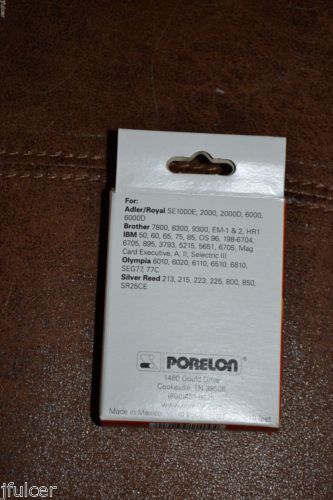 For:
Adler/Royal SE1000E, 2000, 2000D, 6000,
6000D
Brother 7800, 8300, 9300, EM-1 & 2, HR1
IBM 50, 60, 65, 75, 85, OS 96, 196-6704,
6705, 895, 3793, 5215, 5651, 6705, Mag
Card Executive, A, II, Selectric III
Olympia 6010, 6020, 6110, 6510, 6810,
SEG77, 77C
Silver Reed 213, 215, 223, 225, 800, 850,
SR25CE
PORELON
1480 Gould Drive
Cookeville, TN 38506
Made in Mexico
jfulcer
jfulcer